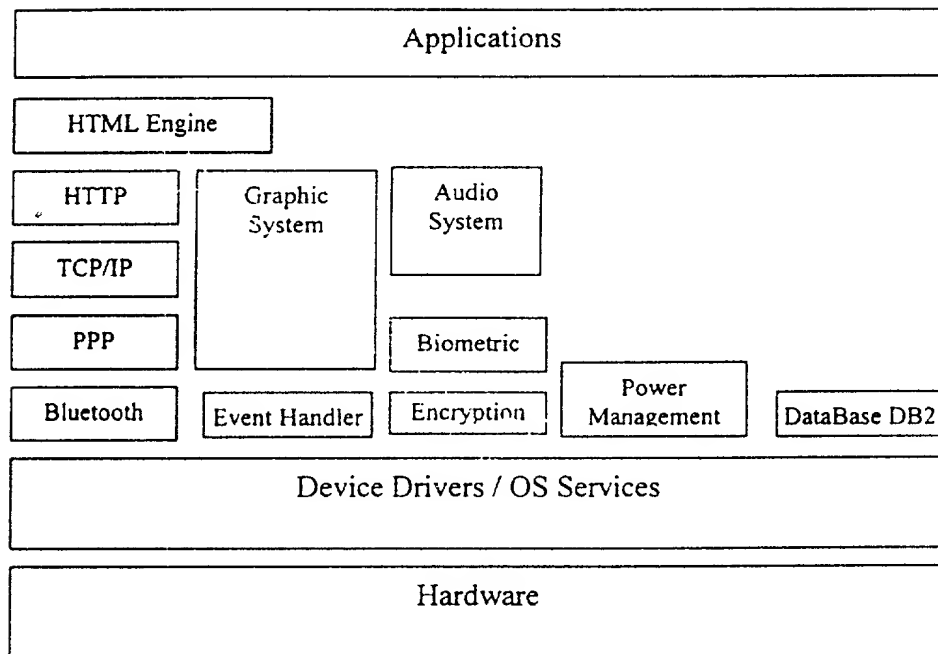 Applications
HTML Engine
HTTP
Graphic
System
Audio
System
TCP/IP
PPP
Biometric
Bluetooth
Event Handler
Encryption
Power
Management
DataBase DB2
Device Drivers / OS Services
Hardware